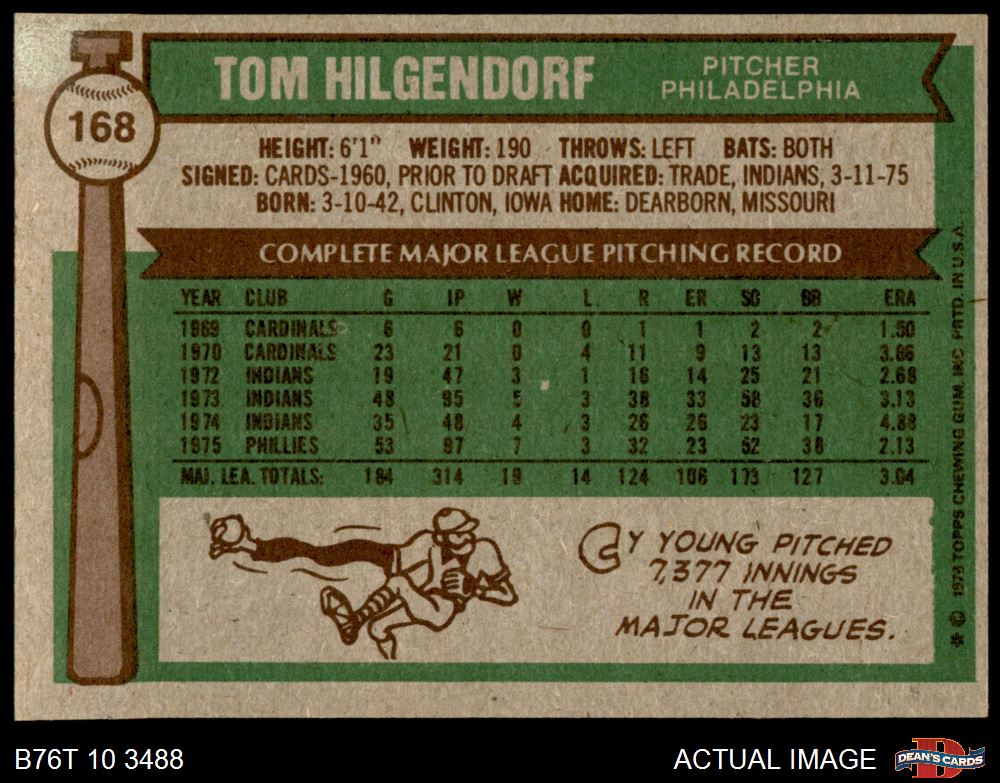 168
TOM HILGENDORF
PITCHER
PHILADELPHIA
HEIGHT: 6'1" WEIGHT: 190 THROWS: LEFT BATS: BOTH
SIGNED: CARDS-1960, PRIOR TO DRAFT ACQUIRED: TRADE, INDIANS, 3-11-75
BORN: 3-10-42, CLINTON, IOWA HOME: DEARBORN, MISSOURI
COMPLETE MAJOR LEAGUE PITCHING RECORD
YEAR CLUB G IP W L R ER SO BB ERA
1969 CARDINALS 6 6 0 0 1 1 2 2 1.50
1970 CARDINALS 23 21 0 4 11 9 13 13 3.86
1972 INDIANS 19 47 3 1 16 14 25 21 2.68
1973 INDIANS 48 95 5 3 38 33 58 36 3.13
1974 INDIANS 35 48 4 3 26 26 23 17 4.88
1975 PHILLIES 53 97 7 3 32 23 52 38 2.13
MAJ. LEA. TOTALS: 184 314 19 14 124 106 173 127 3.04
CY YOUNG PITCHED
7,377 INNINGS
IN THE
MAJOR LEAGUES.
* © 1976 TOPPS CHEWING GUM, INC. PRTD. IN U.S.A.
B76T 10 3488
ACTUAL IMAGE
DEAN'S CARDS